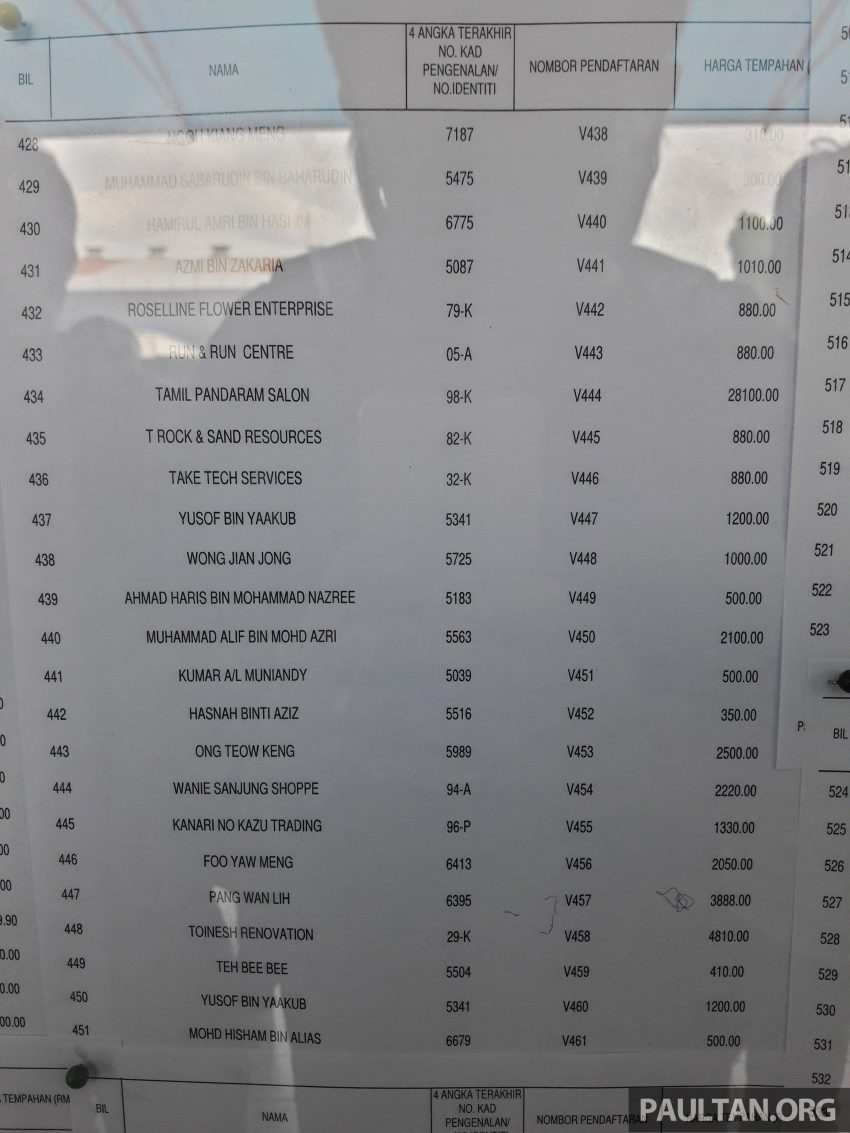 BIL NAMA 4 ANGKA TERAKHIR NO. KAD PENGENALAN/ NO.IDENTITI NOMBOR PENDAFTARAN HARGA TEMPAHAN (
428 NGOH KIANG MENG 7187 V438 310.00
429 MUHAMMAD SABARUDIN BIN BAHARUDIN 5475 V439 300.00
430 HAMIRUL AMRI BIN HASHIM 6775 V440 1100.00
431 AZMI BIN ZAKARIA 5087 V441 1010.00
432 ROSELLINE FLOWER ENTERPRISE 79-K V442 880.00
433 RUN & RUN CENTRE 05-A V443 880.00
434 TAMIL PANDARAM SALON 98-K V444 28100.00
435 T ROCK & SAND RESOURCES 82-K V445 880.00
436 TAKE TECH SERVICES 32-K V446 880.00
437 YUSOF BIN YAAKUB 5341 V447 1200.00
438 WONG JIAN JONG 5725 V448 1000.00
439 AHMAD HARIS BIN MOHAMMAD NAZREE 5183 V449 500.00
440 MUHAMMAD ALIF BIN MOHD AZRI 5563 V450 2100.00
441 KUMAR A/L MUNIANDY 5039 V451 500.00
442 HASNAH BINTI AZIZ 5516 V452 350.00
443 ONG TEOW KENG 5989 V453 2500.00
444 WANIE SANJUNG SHOPPE 94-A V454 2220.00
445 KANARI NO KAZU TRADING 96-P V455 1330.00
446 FOO YAW MENG 6413 V456 2050.00
447 PANG WAN LIH 6395 V457 3888.00
448 TOINESH RENOVATION 29-K V458 4810.00
449 TEH BEE BEE 5504 V459 410.00
450 YUSOF BIN YAAKUB 5341 V460 1200.00
451 MOHD HISHAM BIN ALIAS 6679 V461 500.00
TEMPAHAN (RM
BIL NAMA 4 ANGKA TERAKHIR NO. KAD PENGENALAN/ NOMBOR PENDAFTARAN
514
515
516
517
518
519
520
521
522
523
BIL
524
525
526
527
528
529
530
531
532
PAULTAN.ORG